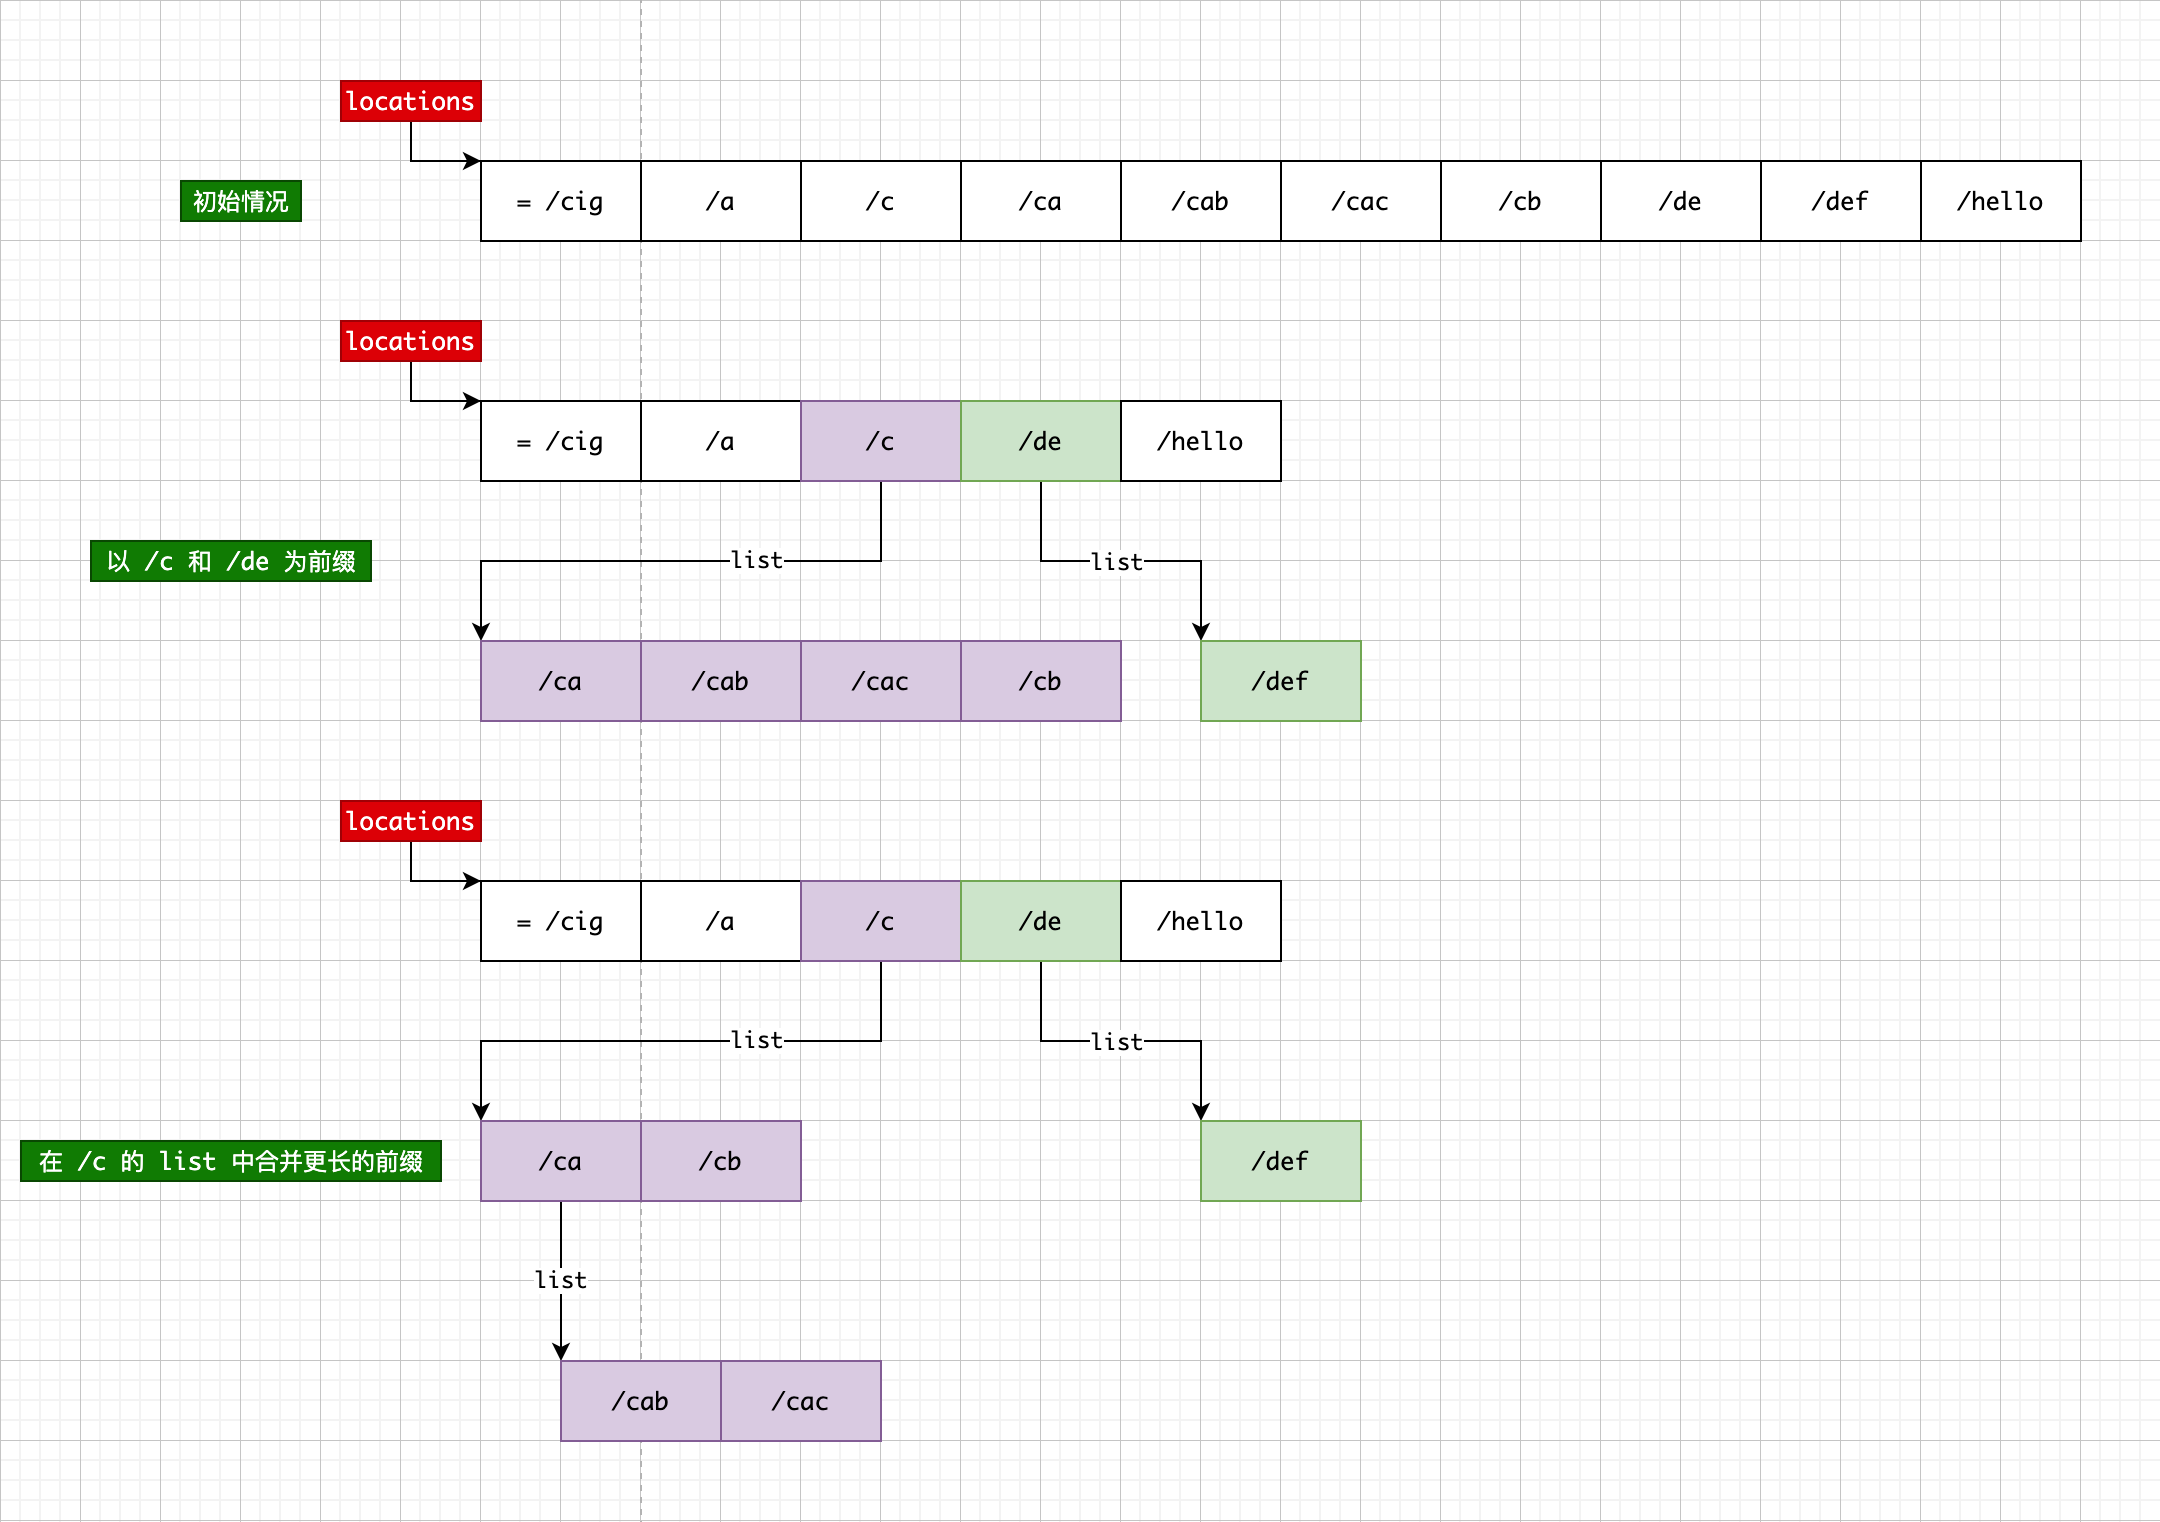 locations
初始情况
= /cig /a /c /ca /cab /cac /cb /de /def /hello
locations
= /cig /a /c /de /hello
list list
以 /c 和 /de 为前缀
/ca /cab /cac /cb /def
locations
= /cig /a /c /de /hello
list list
在 /c 的 list 中合并更长的前缀
/ca /cb /def
list
/cab /cac